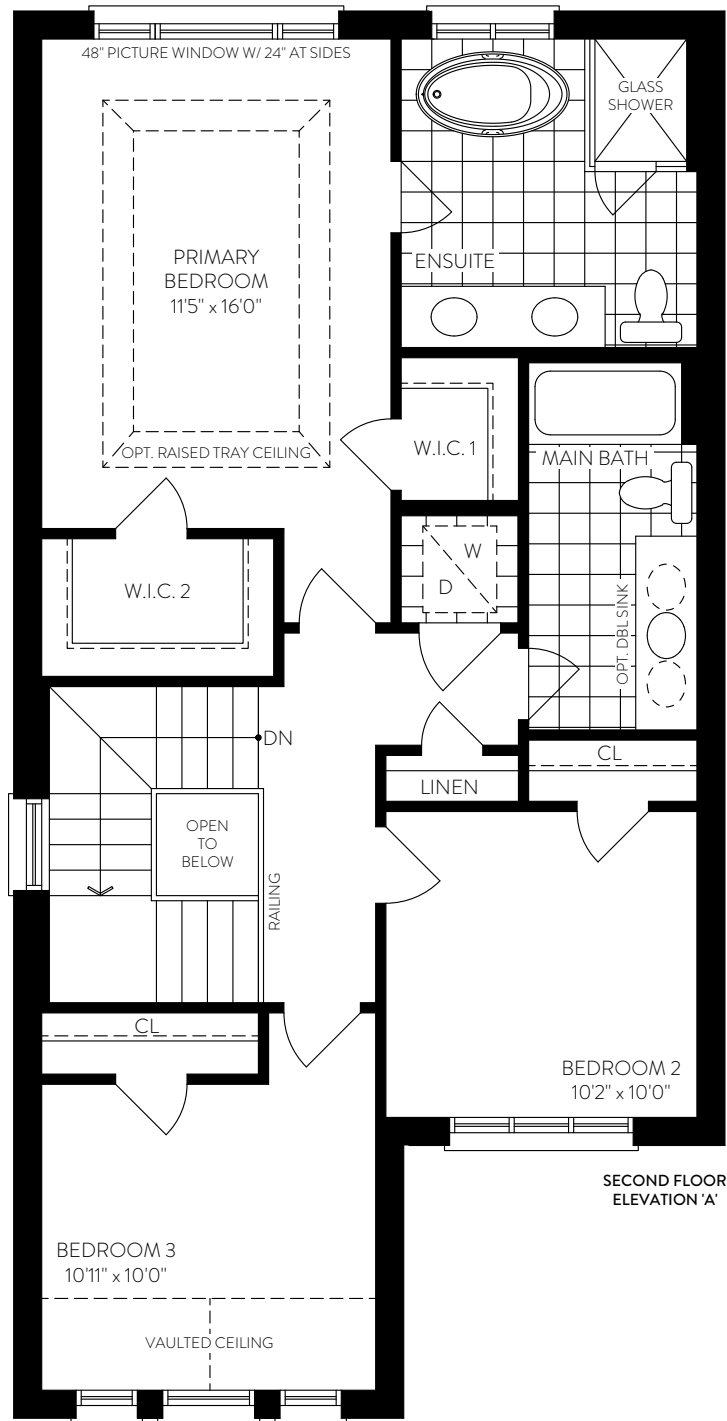 48" PICTURE WINDOW W/ 24" AT SIDES
GLASS
SHOWER
PRIMARY
BEDROOM
11'5" x 16'0"
ENSUITE
OPT. RAISED TRAY CEILING
W.I.C. 1
MAIN BATH
W.I.C. 2
W
D
OPT. DBL SINK
DN
CL
LINEN
OPEN
TO
BELOW
RAILING
CL
BEDROOM 2
10'2" x 10'0"
SECOND FLOOR
ELEVATION 'A'
BEDROOM 3
10'11" x 10'0"
VAULTED CEILING